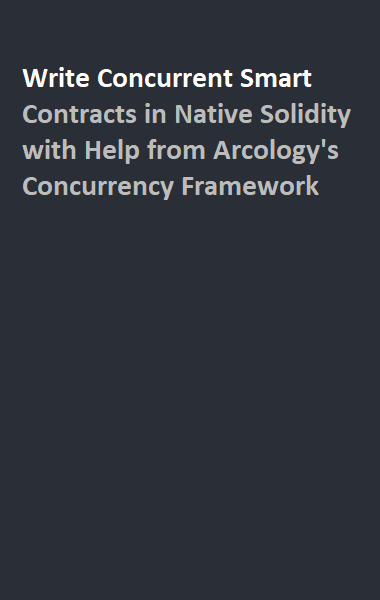 Write Concurrent Smart
Contracts in Native Solidity
with Help from Arcology's
Concurrency Framework